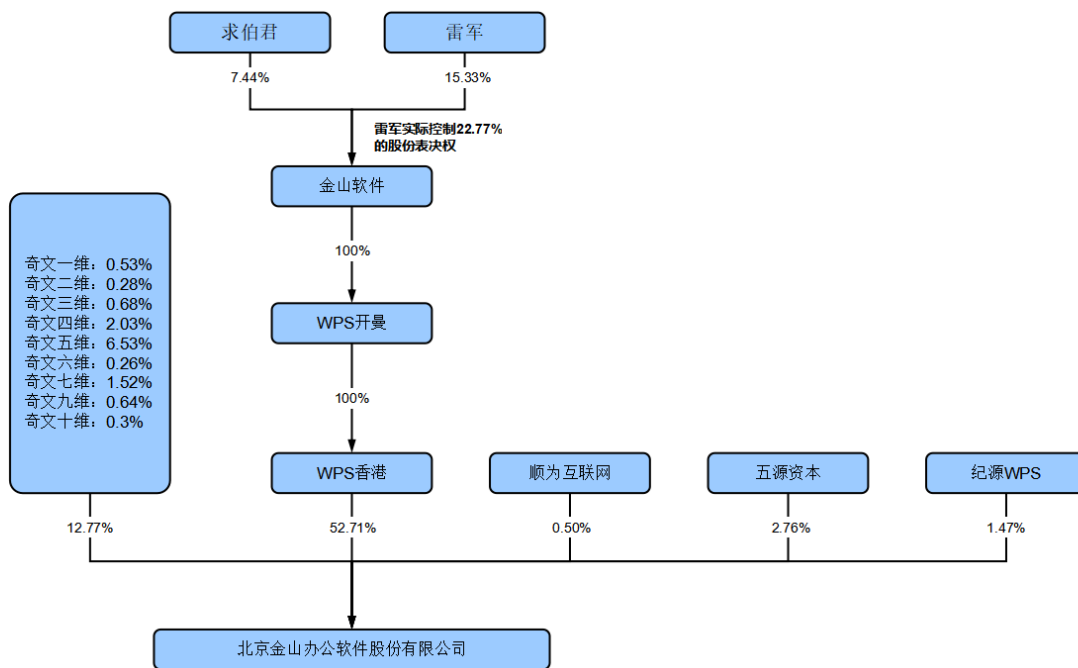 求伯君
雷军
7.44%
15.33%
雷军实际控制22.77%
的股份表决权
金山软件
100%
奇文一维：0.53%
奇文二维：0.28%
奇文三维：0.68%
奇文四维：2.03%
奇文五维：6.53%
奇文六维：0.26%
奇文七维：1.52%
奇文九维：0.64%
奇文十维：0.3%
WPS开曼
100%
WPS香港
顺为互联网
五源资本
纪源WPS
12.77%
52.71%
0.50%
2.76%
1.47%
北京金山办公软件股份有限公司